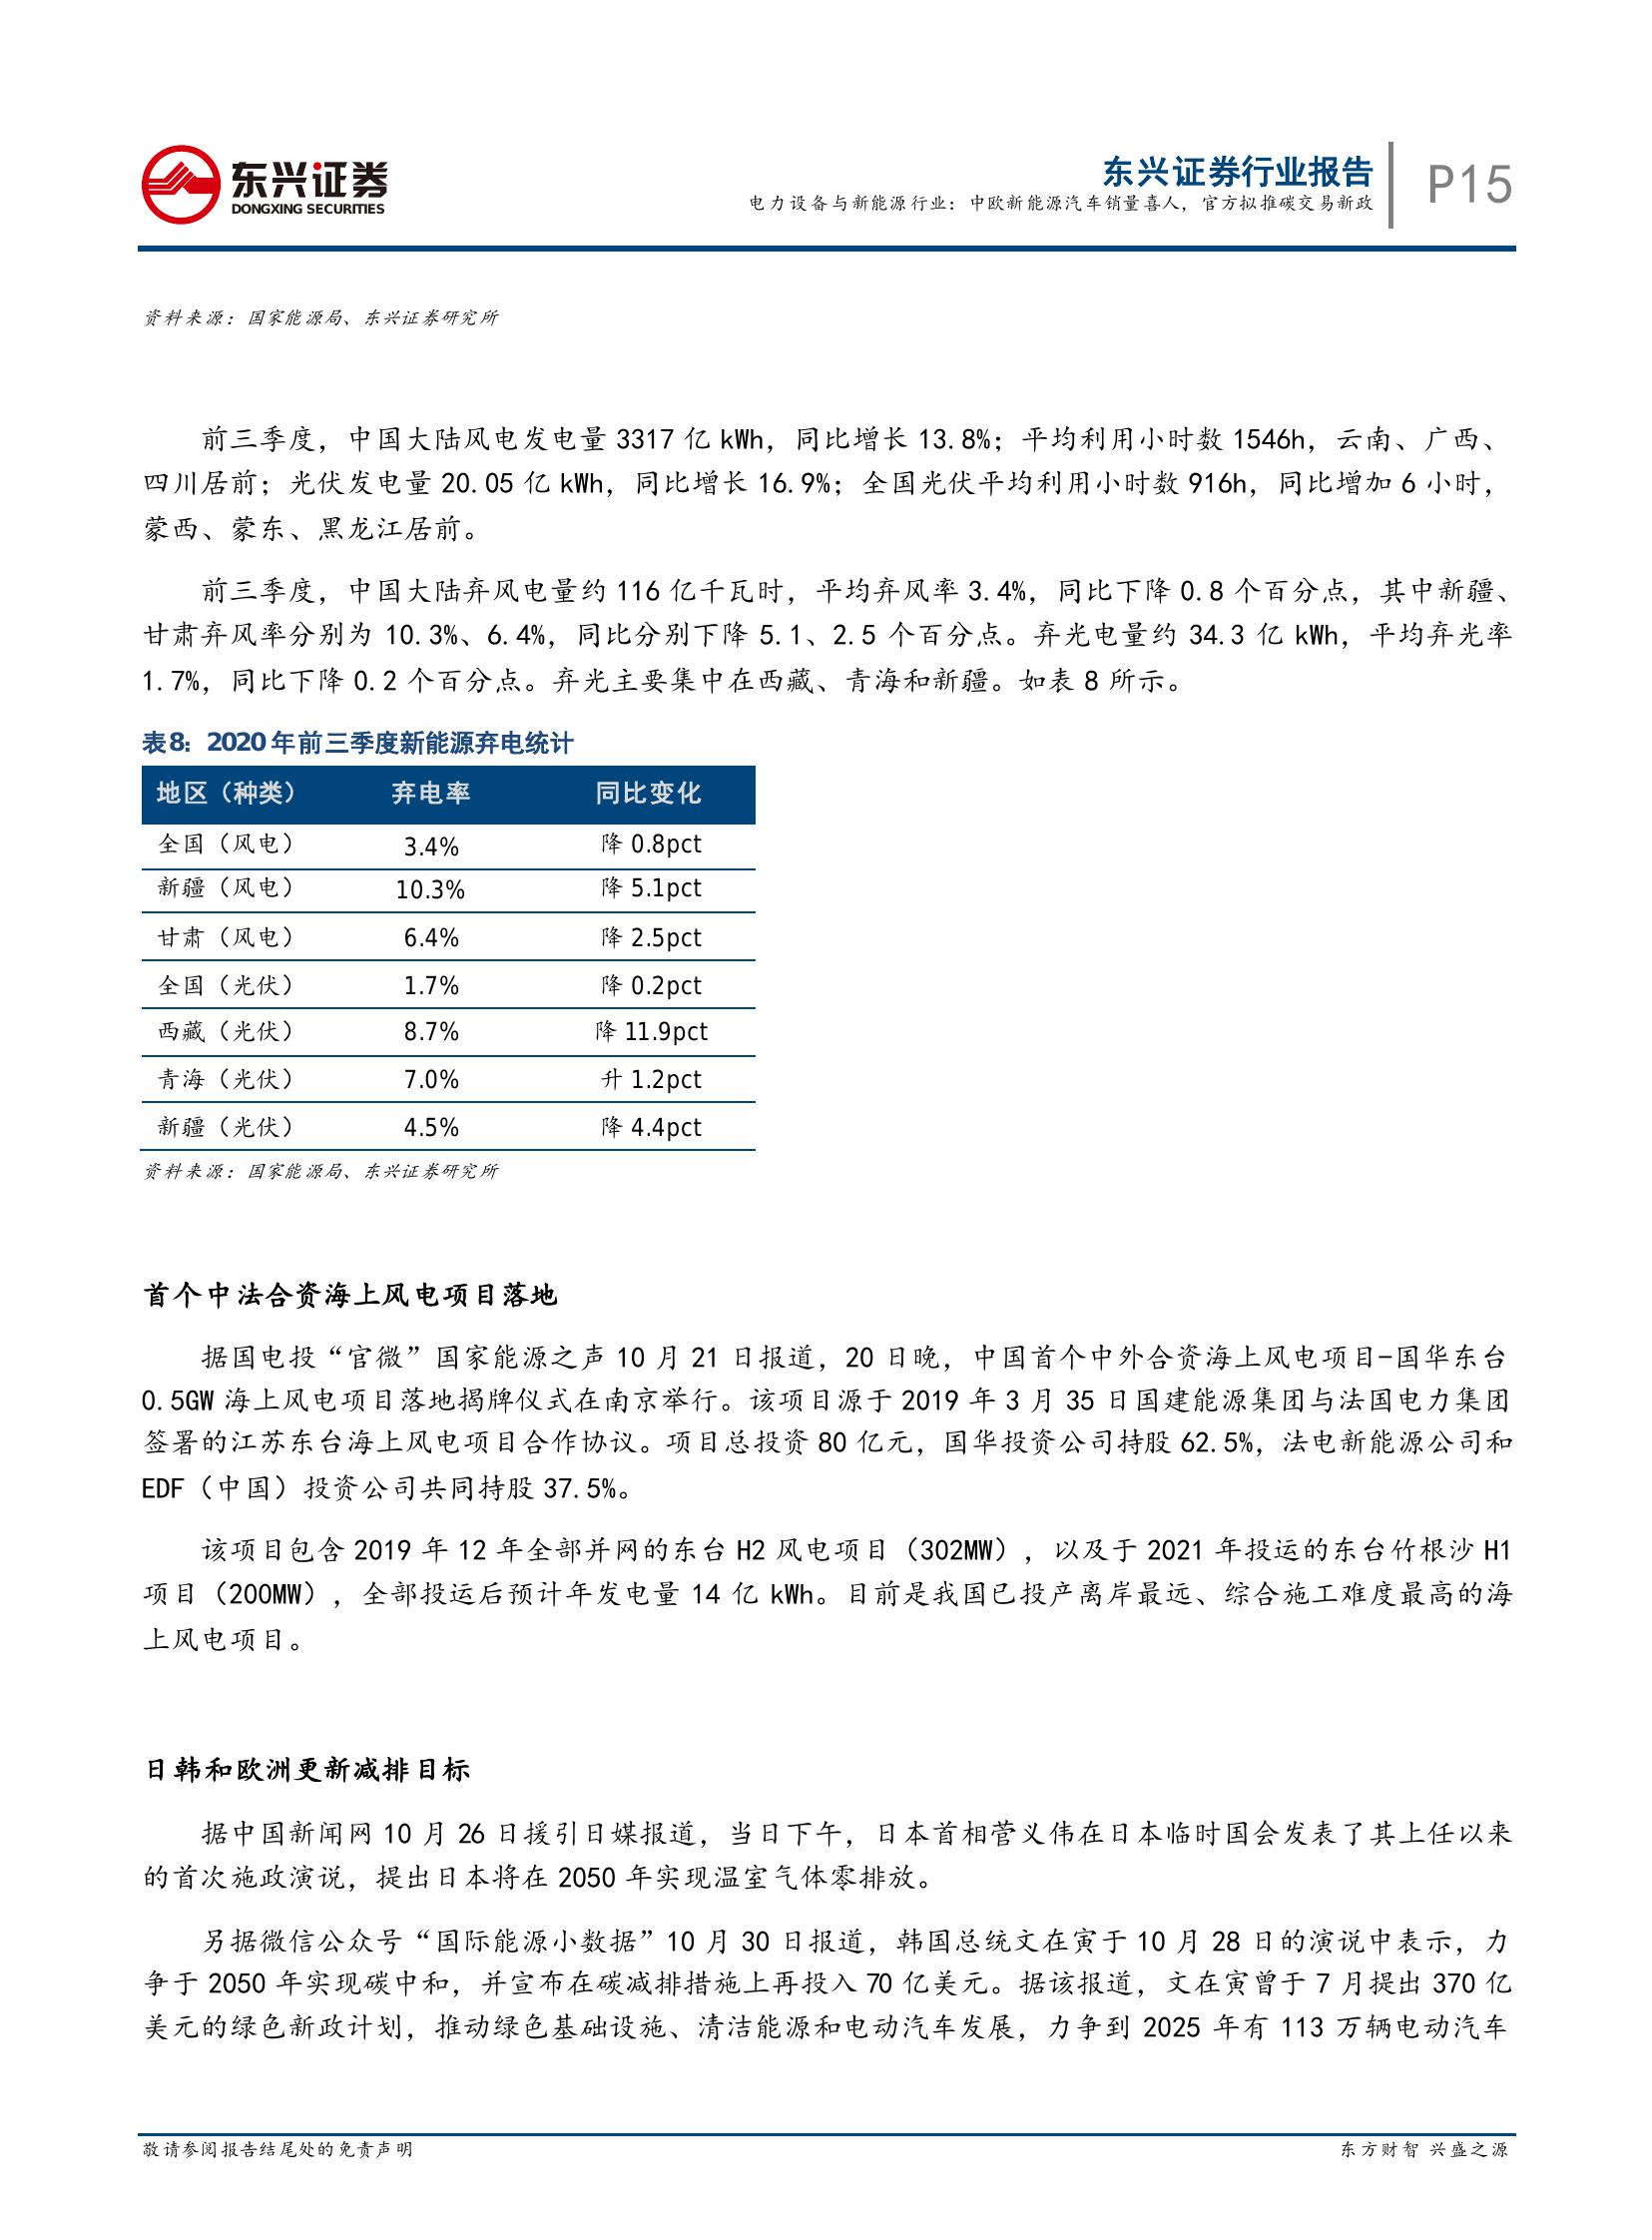 东兴证券
DONGXING SECURITIES
东兴证券行业报告
电力设备与新能源行业：中欧新能源汽车销量喜人，官方拟推碳交易新政
P15
资料来源：国家能源局、东兴证券研究所
前三季度，中国大陆风电发电量 3317 亿 kWh，同比增长 13.8%；平均利用小时数 1546h，云南、广西、
四川居前；光伏发电量 20.05 亿 kWh，同比增长 16.9%；全国光伏平均利用小时数 916h，同比增加 6 小时，
蒙西、蒙东、黑龙江居前。
前三季度，中国大陆弃风电量约 116 亿千瓦时，平均弃风率 3.4%，同比下降 0.8 个百分点，其中新疆、
甘肃弃风率分别为 10.3%、6.4%，同比分别下降 5.1、2.5 个百分点。弃光电量约 34.3 亿 kWh，平均弃光率
1.7%，同比下降 0.2 个百分点。弃光主要集中在西藏、青海和新疆。如表 8 所示。
表8：2020 年前三季度新能源弃电统计
地区（种类） 弃电率 同比变化
全国（风电） 3.4% 降 0.8pct
新疆（风电） 10.3% 降 5.1pct
甘肃（风电） 6.4% 降 2.5pct
全国（光伏） 1.7% 降 0.2pct
西藏（光伏） 8.7% 降 11.9pct
青海（光伏） 7.0% 升 1.2pct
新疆（光伏） 4.5% 降 4.4pct
资料来源：国家能源局、东兴证券研究所
首个中法合资海上风电项目落地
据国电投“官微”国家能源之声 10 月 21 日报道，20 日晚，中国首个中外合资海上风电项目-国华东台
0.5GW 海上风电项目落地揭牌仪式在南京举行。该项目源于 2019 年 3 月 35 日国建能源集团与法国电力集团
签署的江苏东台海上风电项目合作协议。项目总投资 80 亿元，国华投资公司持股 62.5%，法电新能源公司和
EDF（中国）投资公司共同持股 37.5%。
该项目包含 2019 年 12 年全部并网的东台 H2 风电项目（302MW），以及于 2021 年投运的东台竹根沙 H1
项目（200MW），全部投运后预计年发电量 14 亿 kWh。目前是我国已投产离岸最远、综合施工难度最高的海
上风电项目。
日韩和欧洲更新减排目标
据中国新闻网 10 月 26 日援引日媒报道，当日下午，日本首相菅义伟在日本临时国会发表了其上任以来
的首次施政演说，提出日本将在 2050 年实现温室气体零排放。
另据微信公众号“国际能源小数据”10 月 30 日报道，韩国总统文在寅于 10 月 28 日的演说中表示，力
争于 2050 年实现碳中和，并宣布在碳减排措施上再投入 70 亿美元。据该报道，文在寅曾于 7 月提出 370 亿
美元的绿色新政计划，推动绿色基础设施、清洁能源和电动汽车发展，力争到 2025 年有 113 万辆电动汽车
敬请参阅报告结尾处的免责声明
东方财智 兴盛之源